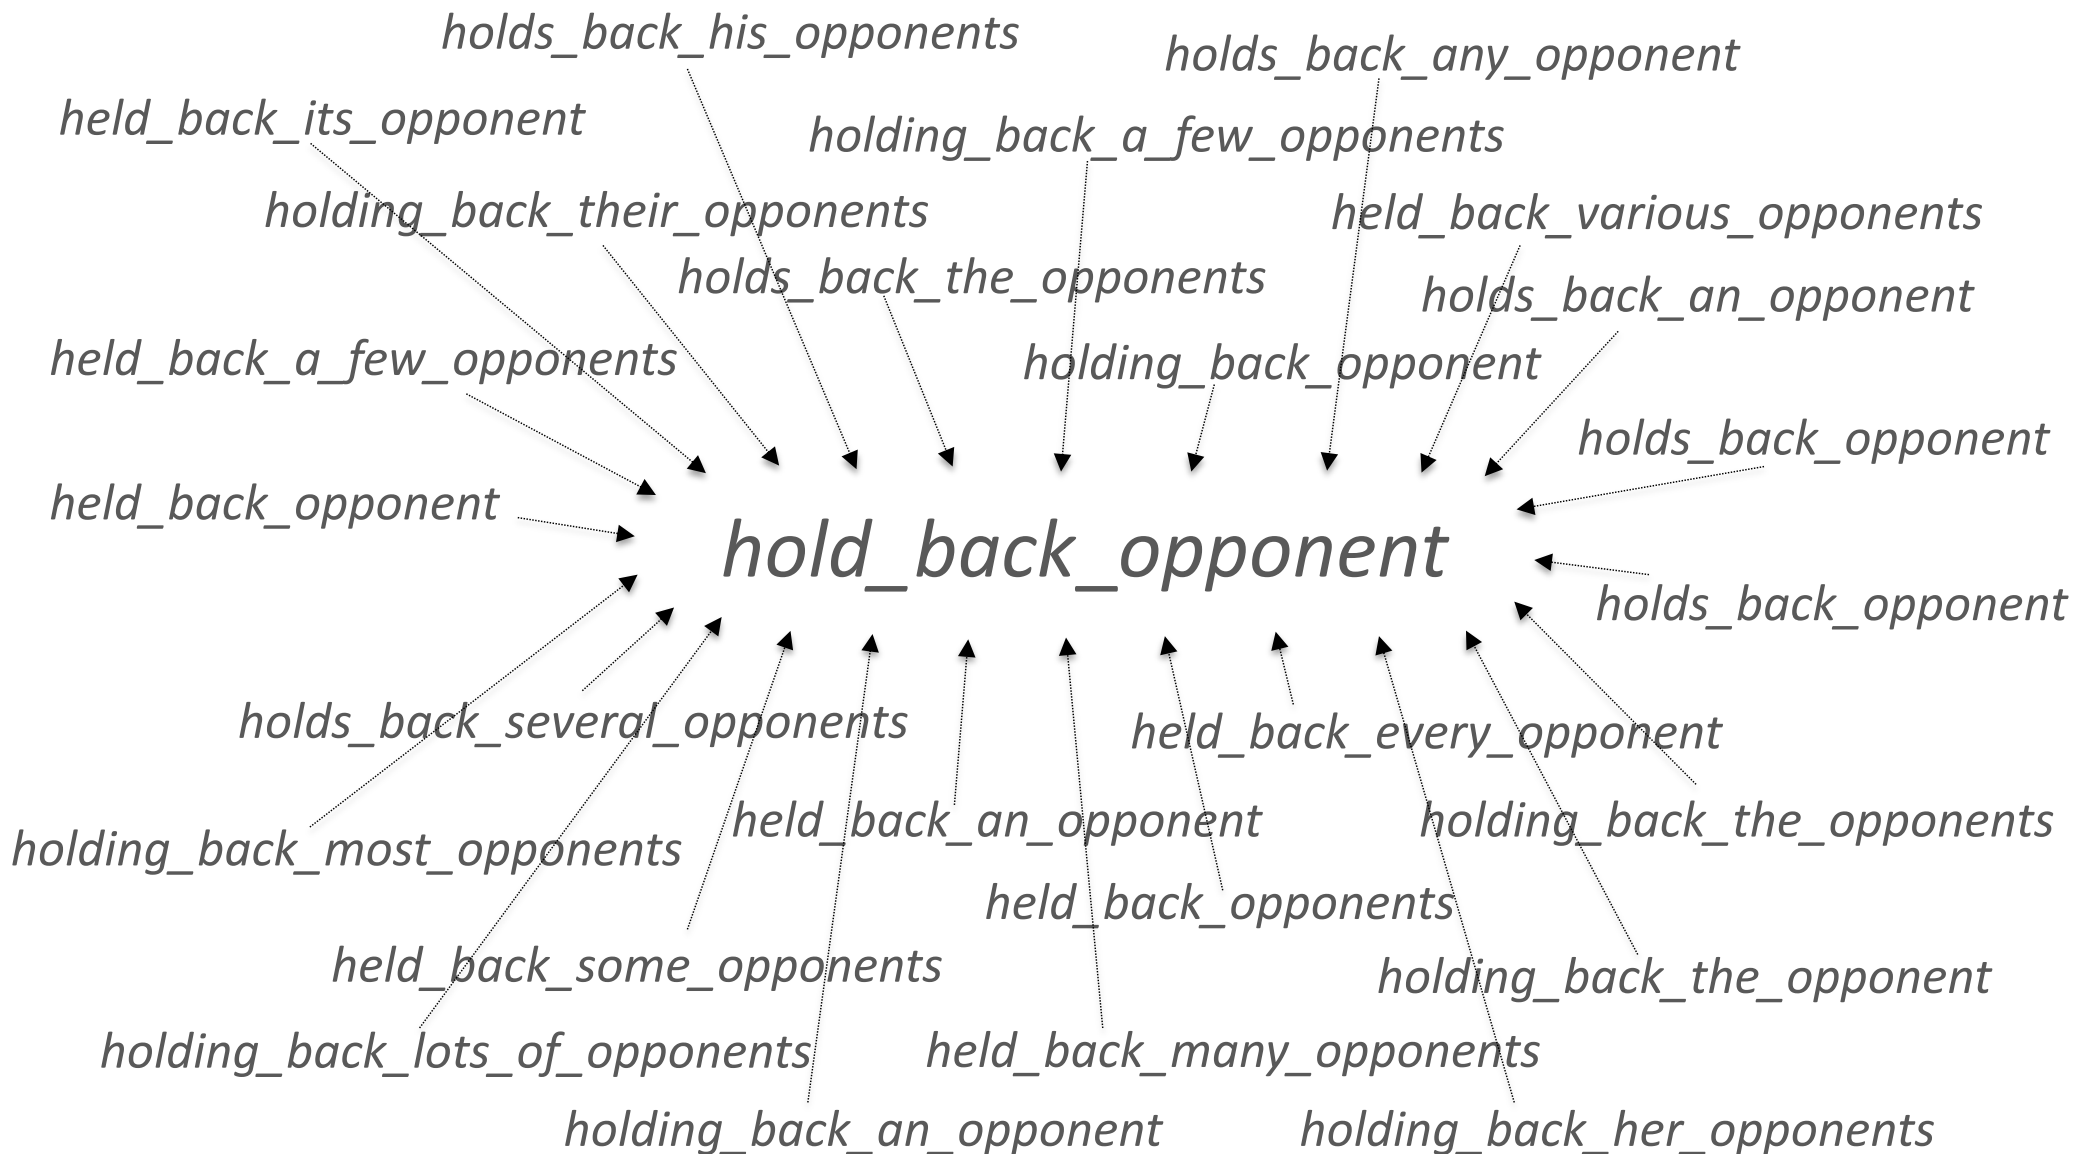 holds_back_his_opponents
holds_back_any_opponent
held_back_its_opponent
holding_back_a_few_opponents
holding_back_their_opponents
held_back_various_opponents
holds_back_the_opponents
holds_back_an_opponent
held_back_a_few_opponents
holding_back_opponent
holds_back_opponent
held_back_opponent
hold_back_opponent
holds_back_opponent
holds_back_several_opponents
held_back_every_opponent
held_back_an_opponent
holding_back_the_opponents
holding_back_most_opponents
held_back_opponents
held_back_some_opponents
holding_back_the_opponent
holding_back_lots_of_opponents
held_back_many_opponents
holding_back_an_opponent
holding_back_her_opponents